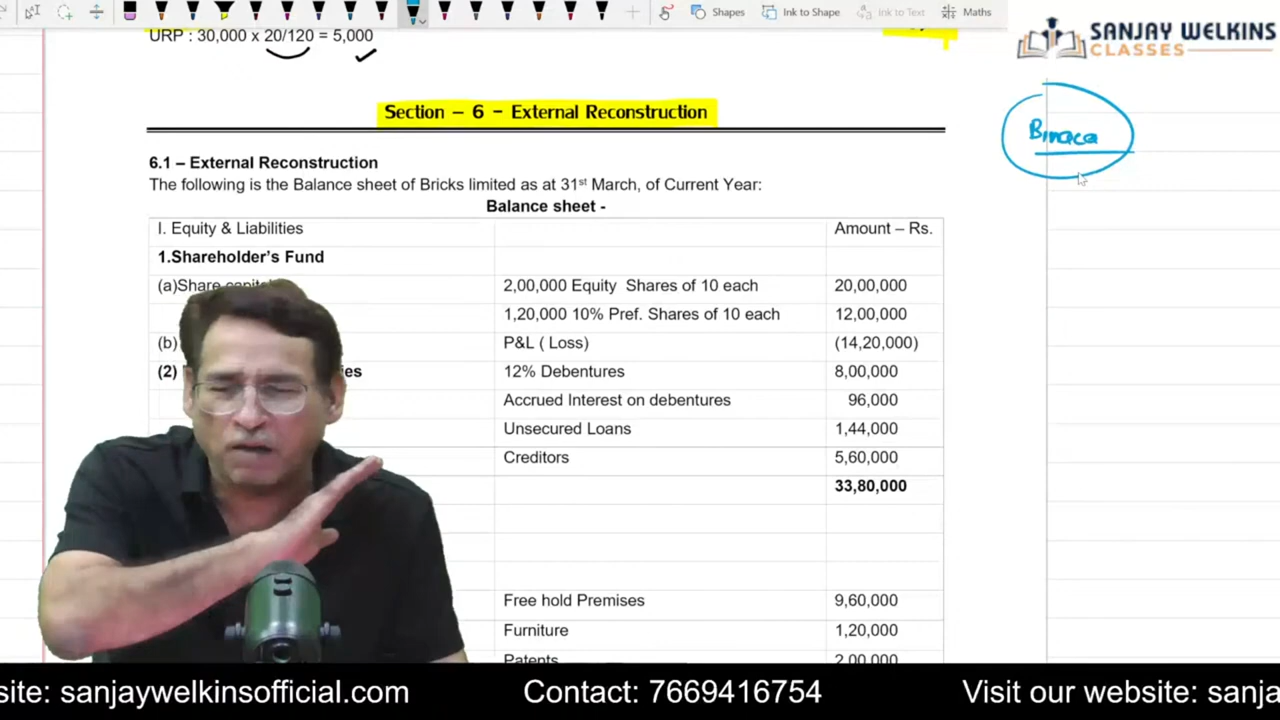 Shapes Ink to Shape Ink to Text Maths
URP : 30,000 x 20/120 = 5,000
SANJAY WELKINS
CLASSES
Binaca
Section – 6 – External Reconstruction
6.1 – External Reconstruction
The following is the Balance sheet of Bricks limited as at 31st March, of Current Year:
Balance sheet -
I. Equity & Liabilities Amount – Rs.
1.Shareholder's Fund
(a)Share 2,00,000 Equity Shares of 10 each 20,00,000
1,20,000 10% Pref. Shares of 10 each 12,00,000
(b) P&L ( Loss) (14,20,000)
(2) 12% Debentures 8,00,000
Accrued Interest on debentures 96,000
Unsecured Loans 1,44,000
Creditors 5,60,000
33,80,000
Free hold Premises 9,60,000
Furniture 1,20,000
Patents 2,00,000
site: sanjaywelkinsofficial.com Contact: 7669416754 Visit our website: sanja